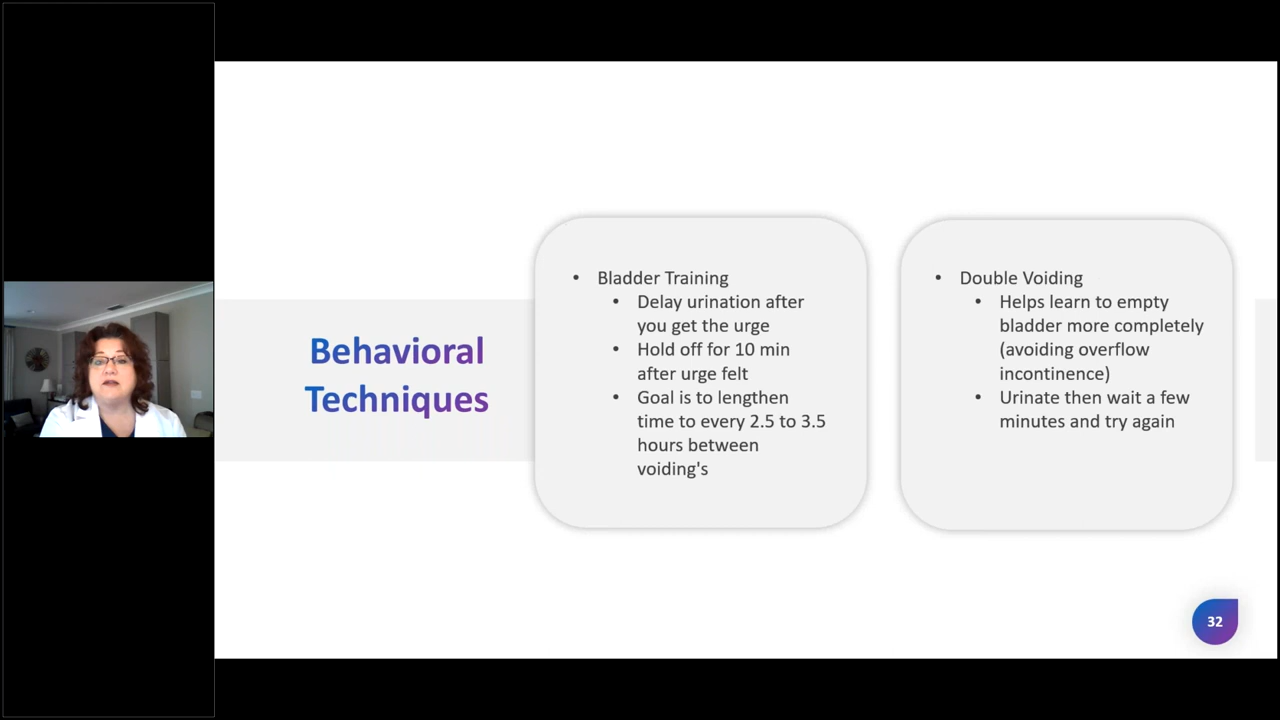 Behavioral
Techniques
• Bladder Training
• Delay urination after
you get the urge
• Hold off for 10 min
after urge felt
• Goal is to lengthen
time to every 2.5 to 3.5
hours between
voiding's
• Double Voiding
• Helps learn to empty
bladder more completely
(avoiding overflow
incontinence)
• Urinate then wait a few
minutes and try again
32